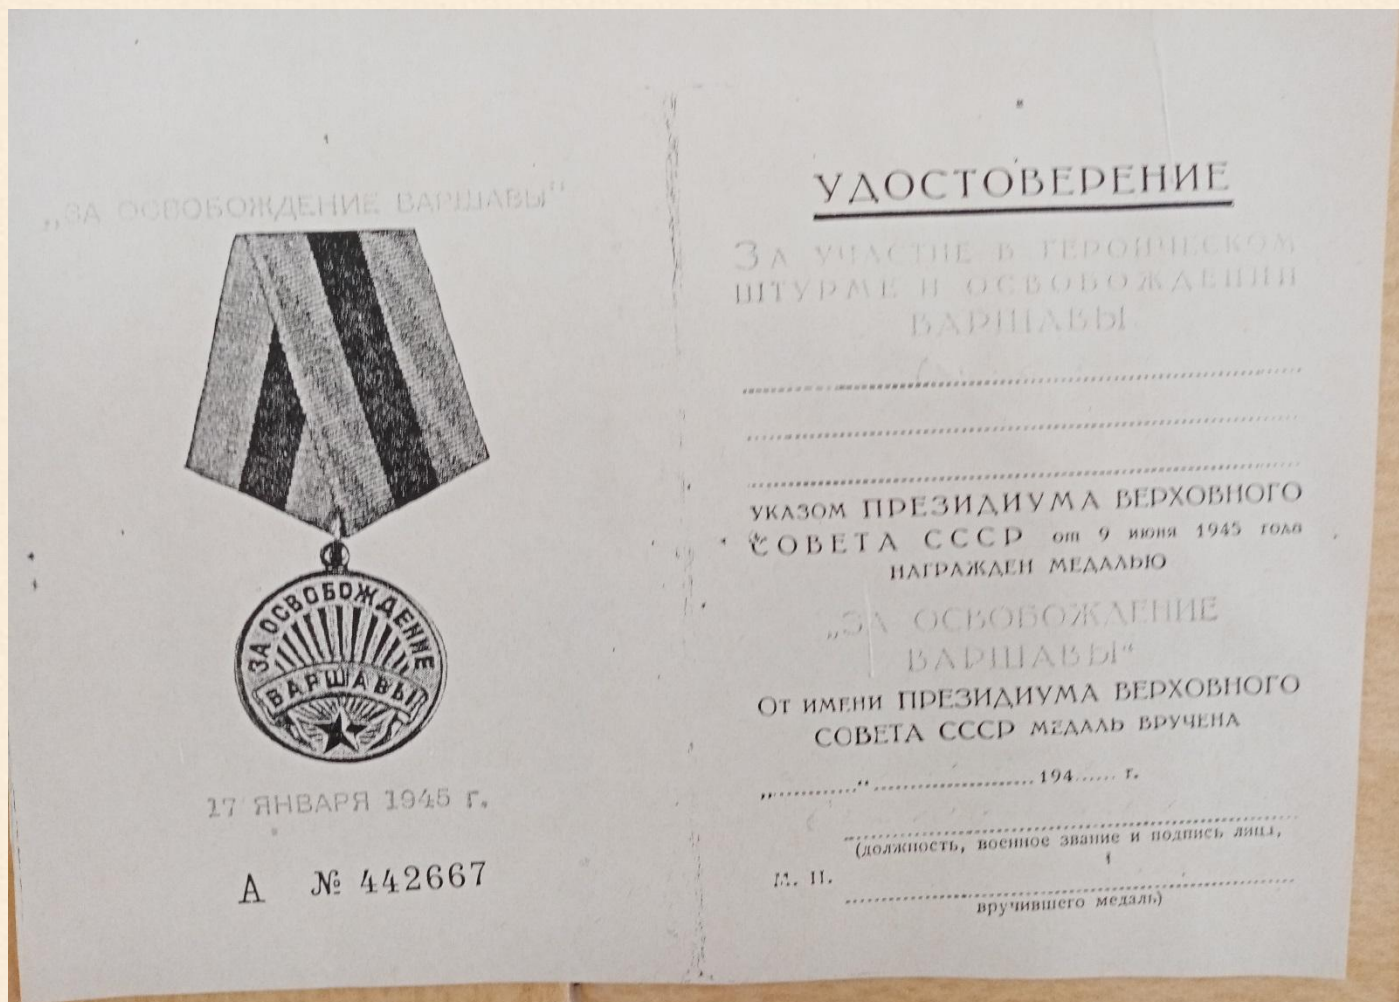 „ЗА ОСВОБОЖДЕНИЕ ВАРШАВЫ"
ЗА ОСВОБОЖДЕНИЕ
ВАРШАВЫ
17 ЯНВАРЯ 1945 г.
А № 442667
УДОСТОВЕРЕНИЕ
За участие в героическом
штурме и освобождении
Варшавы
указом ПРЕЗИДИУМА ВЕРХОВНОГО
СОВЕТА СССР от 9 июня 1945 года
НАГРАЖДЕН МЕДАЛЬЮ
„ЗА ОСВОБОЖДЕНИЕ
ВАРШАВЫ“
От имени ПРЕЗИДИУМА ВЕРХОВНОГО
СОВЕТА СССР МЕДАЛЬ ВРУЧЕНА
„............“ .................... 194...... г.
(должность, военное звание и подпись лица,
М. П.
вручившего медаль)